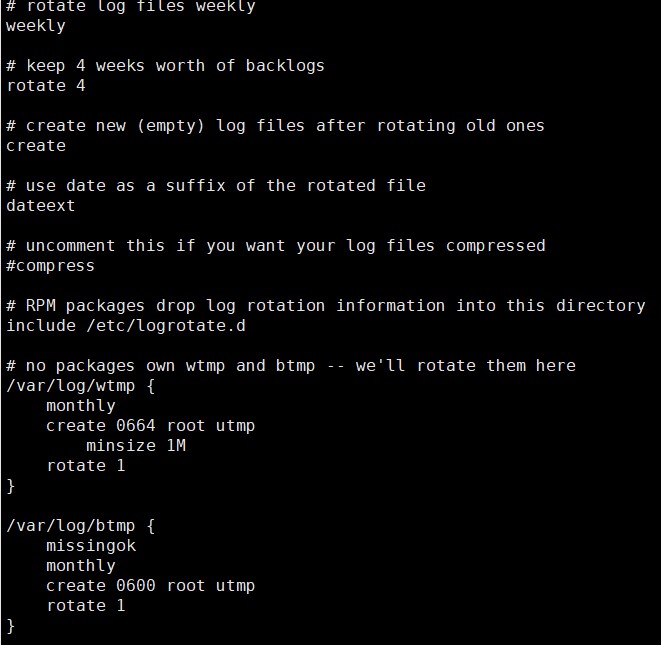 # rotate log files weekly
weekly

# keep 4 weeks worth of backlogs
rotate 4

# create new (empty) log files after rotating old ones
create

# use date as a suffix of the rotated file
dateext

# uncomment this if you want your log files compressed
#compress

# RPM packages drop log rotation information into this directory
include /etc/logrotate.d

# no packages own wtmp and btmp -- we'll rotate them here
/var/log/wtmp {
    monthly
    create 0664 root utmp
        minsize 1M
    rotate 1
}

/var/log/btmp {
    missingok
    monthly
    create 0600 root utmp
    rotate 1
}